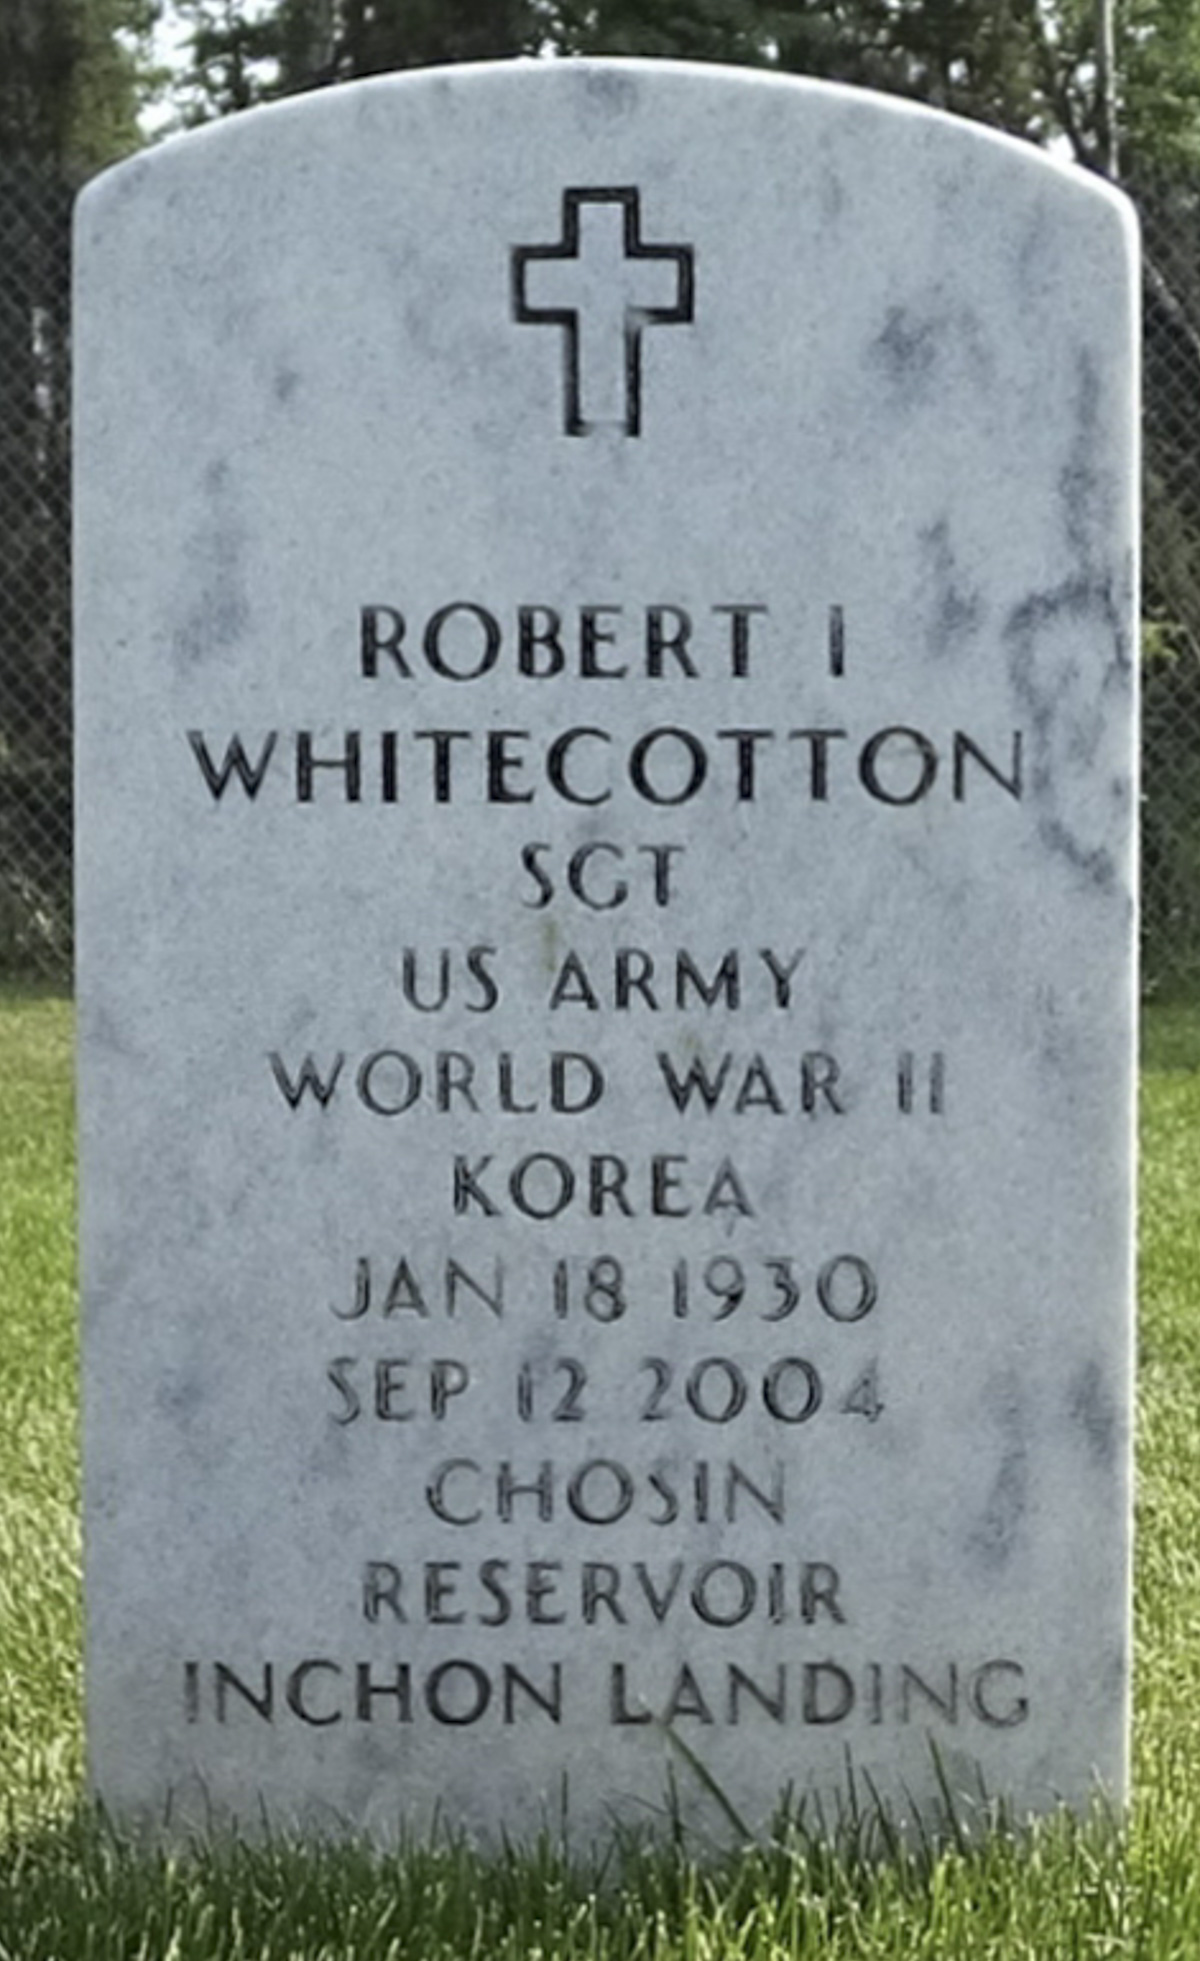 ROBERT I
WHITECOTTON
SGT
US ARMY
WORLD WAR II
KOREA
JAN 18 1930
SEP 12 2004
CHOSIN
RESERVOIR
INCHON LANDING